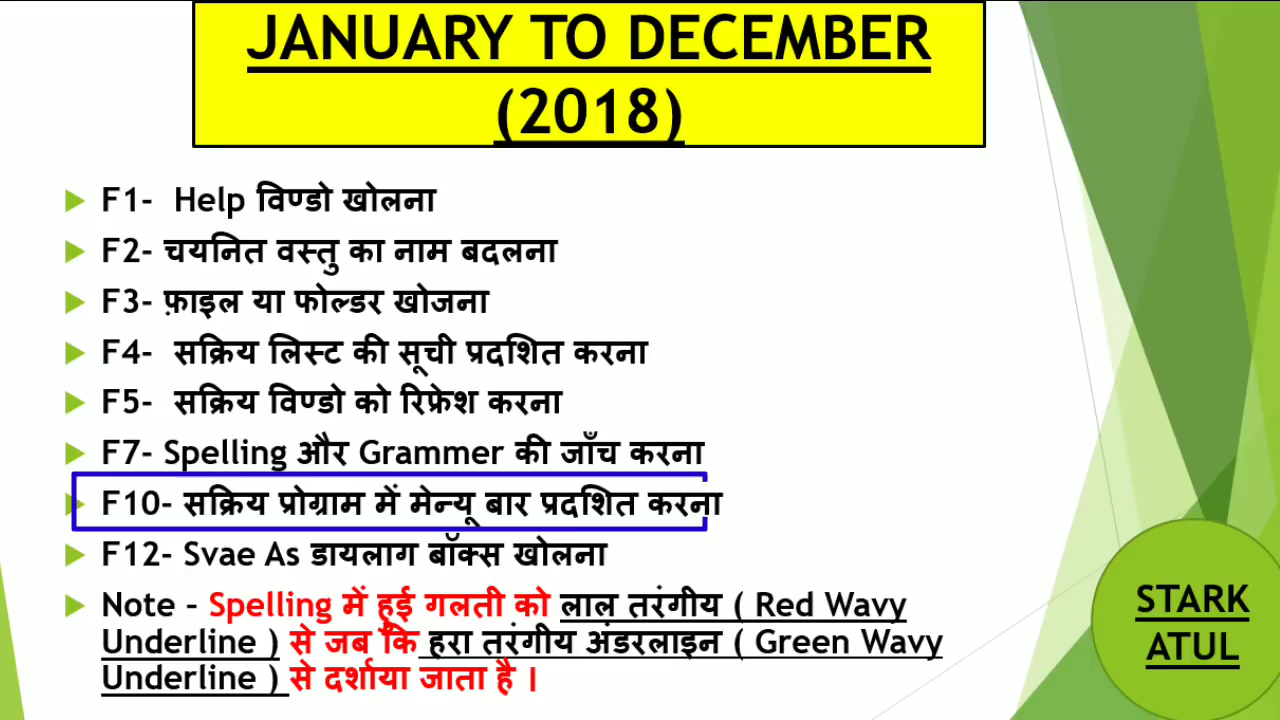 JANUARY TO DECEMBER
(2018)
F1- Help विण्डो खोलना
F2- चयनित वस्तु का नाम बदलना
F3- फ़ाइल या फोल्डर खोजना
F4- सक्रिय लिस्ट की सूची प्रदशित करना
F5- सक्रिय विण्डो को रिफ्रेश करना
F7- Spelling और Grammer की जाँच करना
F10- सक्रिय प्रोग्राम में मेन्यू बार प्रदशित करना
F12- Svae As डायलाग बॉक्स खोलना
Note – Spelling में हुई गलती को लाल तरंगीय ( Red Wavy
Underline ) से जब कि हरा तरंगीय अंडरलाइन ( Green Wavy
Underline ) से दर्शाया जाता है ।
STARK
ATUL